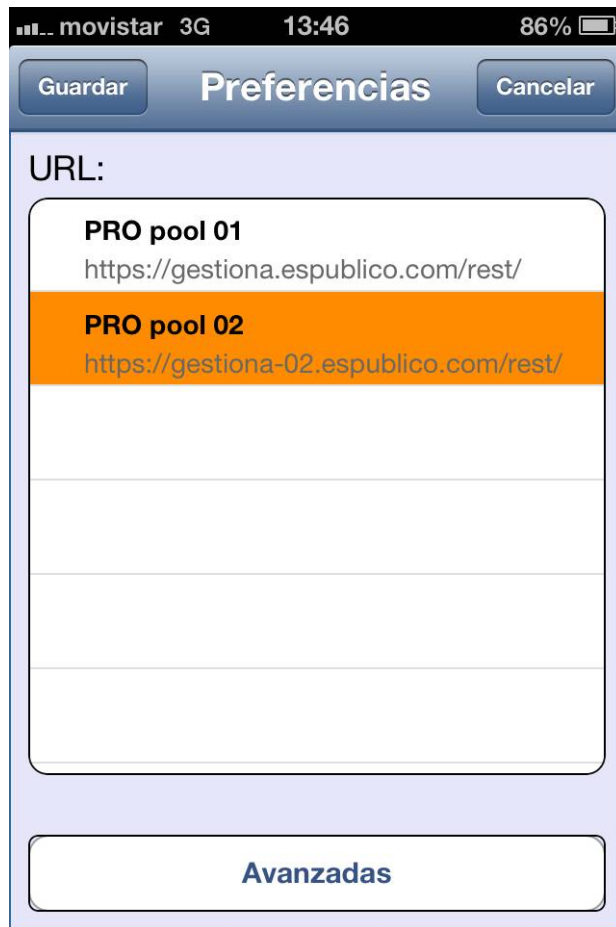 movistar 3G 13:46 86%
Guardar Preferencias Cancelar
URL:
PRO pool 01
https://gestiona.espublico.com/rest/
PRO pool 02
https://gestiona-02.espublico.com/rest/
Avanzadas